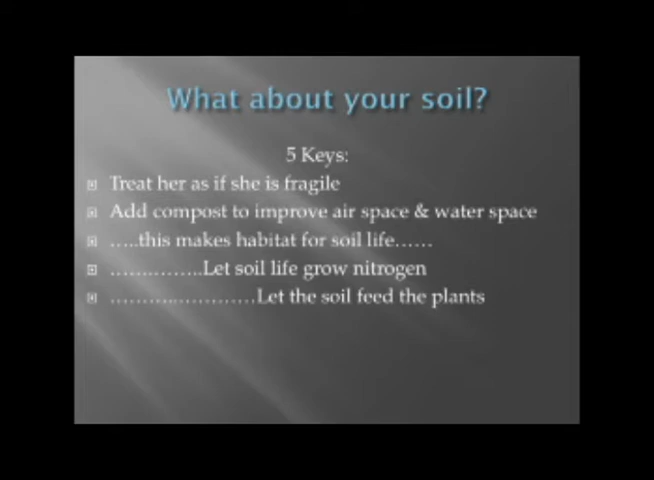 What about your soil?
5 Keys:
Treat her as if she is fragile
Add compost to improve air space & water space
…..this makes habitat for soil life……
…………..Let soil life grow nitrogen
……………………Let the soil feed the plants